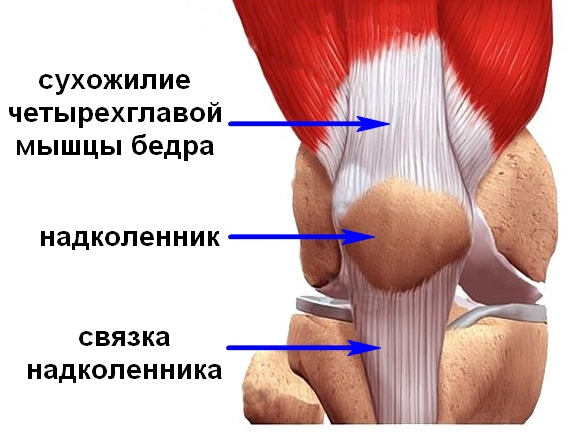 сухожилие
четырехглавой
мышцы бедра
надколенник
связка
надколенника